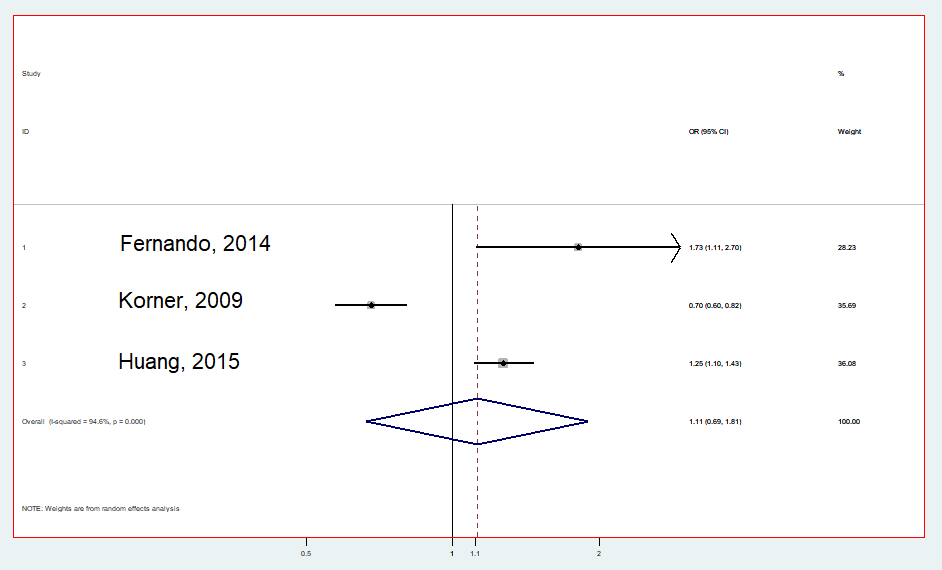 Study %
ID OR (95% CI) Weight
1 Fernando, 2014 1.73 (1.11, 2.70) 28.23
2 Korner, 2009 0.70 (0.60, 0.82) 35.69
3 Huang, 2015 1.25 (1.10, 1.43) 36.08
Overall (I-squared = 94.6%, p = 0.000) 1.11 (0.69, 1.81) 100.00
NOTE: Weights are from random effects analysis
0.5 1 1.1 2